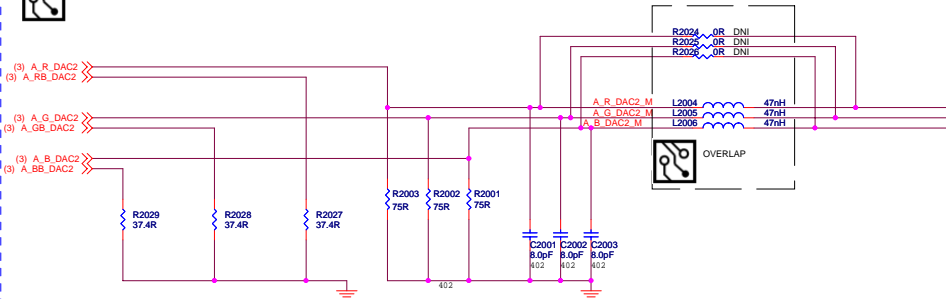 R2024 0R DNI
R2025 0R DNI
R2026 0R DNI
(3) A_R_DAC2
(3) A_RB_DAC2
A_R_DAC2_M L2004 47nH
(3) A_G_DAC2
A_G_DAC2_M L2005 47nH
(3) A_GB_DAC2
A_B_DAC2_M L2006 47nH
OVERLAP
(3) A_B_DAC2
(3) A_BB_DAC2
R2003 R2002 R2001
75R 75R 75R
R2029 R2028 R2027
37.4R 37.4R 37.4R
C2001 C2002 C2003
8.0pF 8.0pF 8.0pF
402 402 402
402